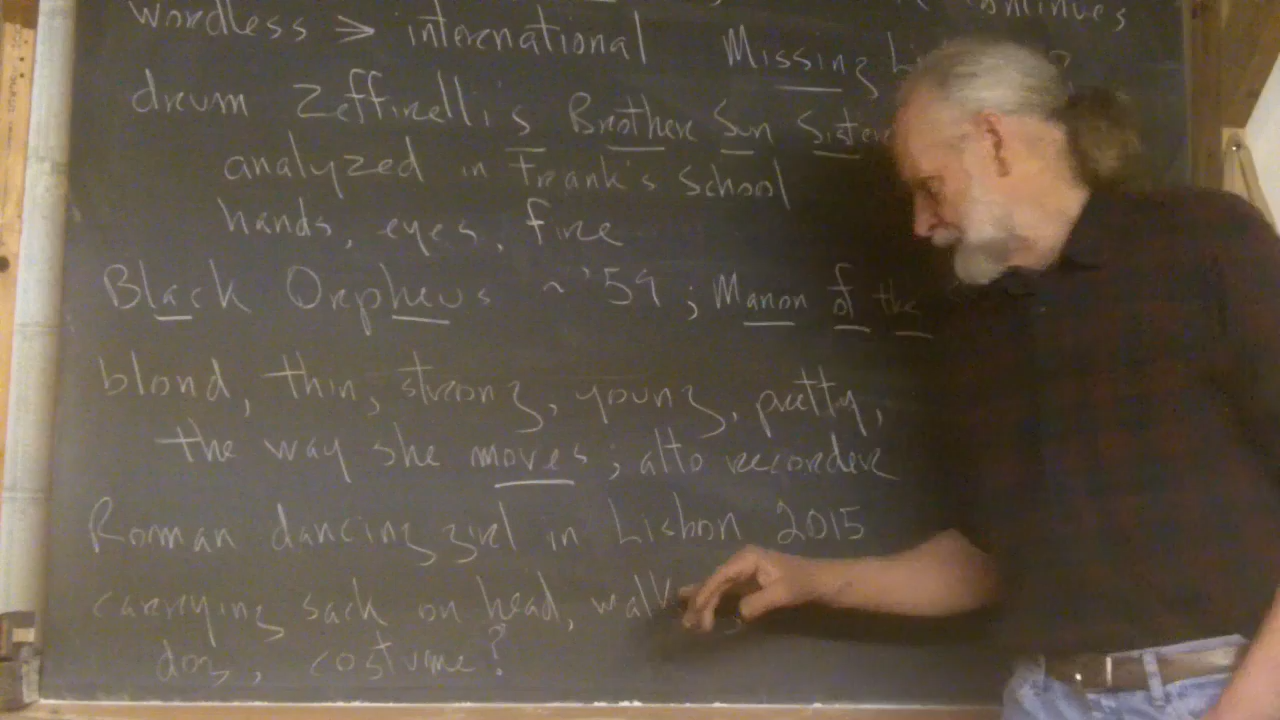 continues
wordless => international Missing
drum Zeffirelli's Brother Sun Sister
analyzed in Frank's School
hands, eyes, fire
Black Orpheus ~'59; Manon of the
blond, thin, strong, young, pretty,
the way she moves; alto recorder
Roman dancing girl in Lisbon 2015
carrying sack on head, walk
dog, costume?